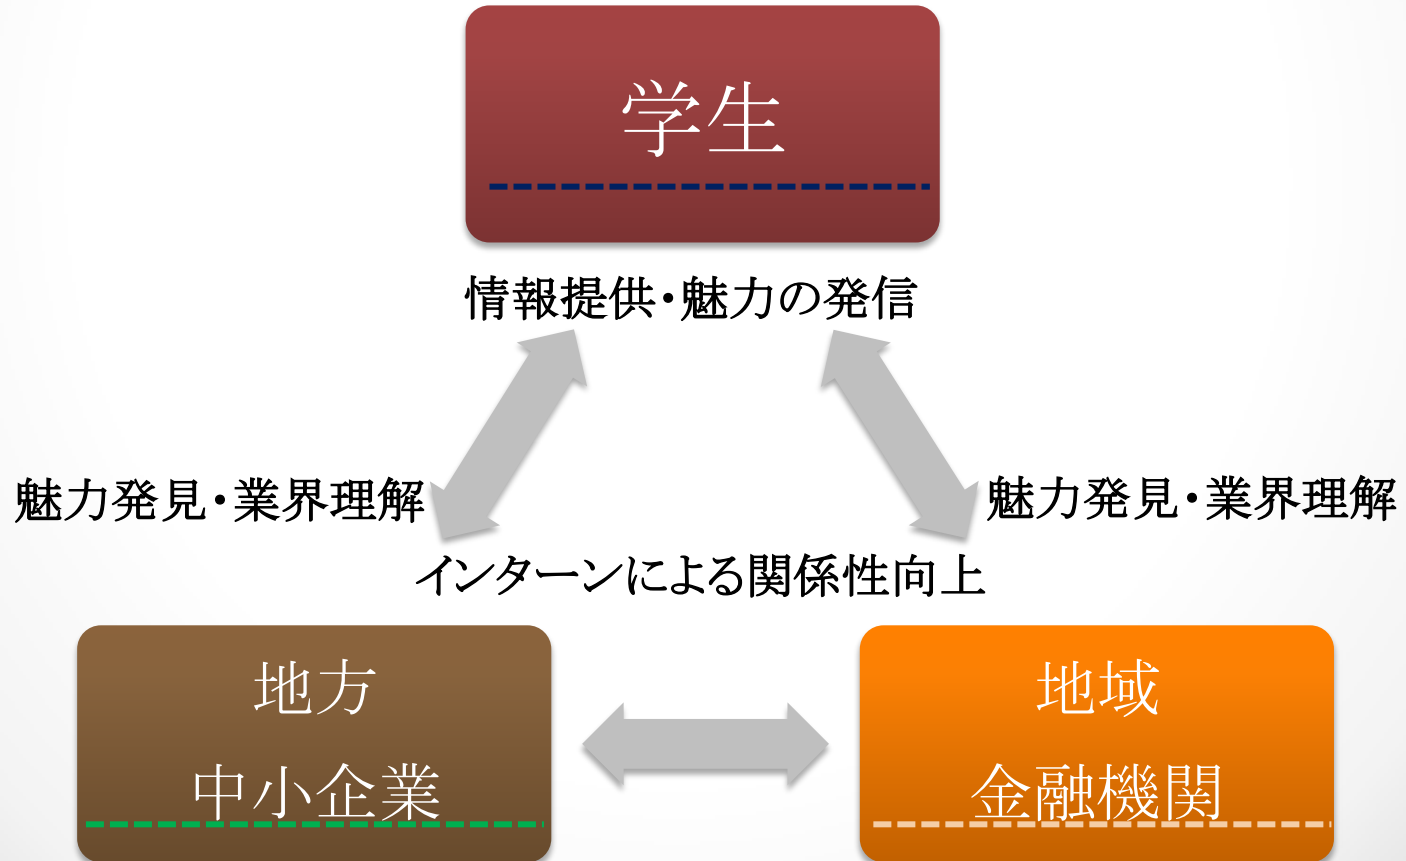 学生
情報提供・魅力の発信
魅力発見・業界理解
魅力発見・業界理解
インターンによる関係性向上
地方
中小企業
地域
金融機関